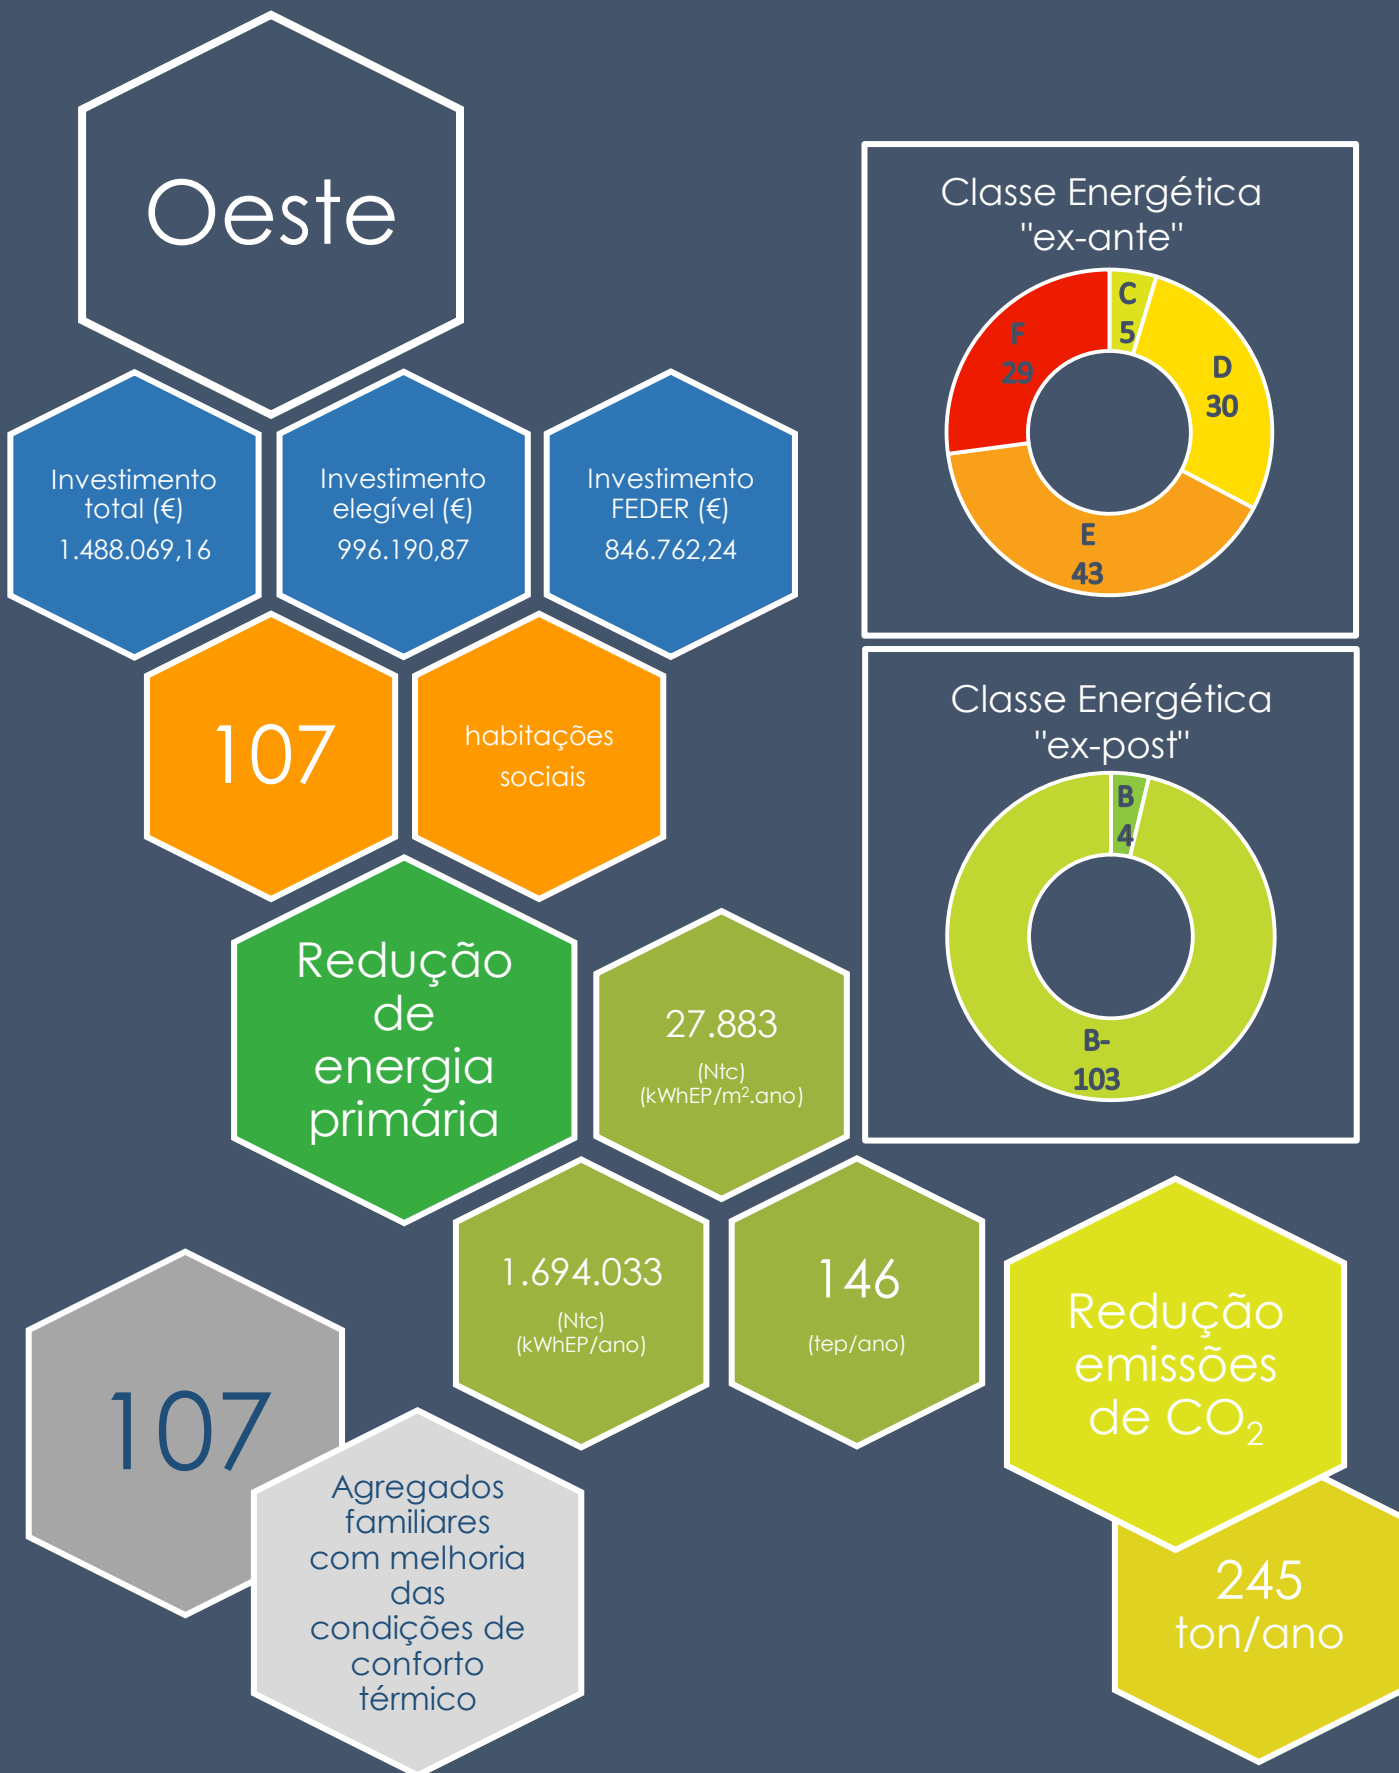 Oeste
Investimento
total (€)
1.488.069,16
Investimento
elegível (€)
996.190,87
Investimento
FEDER (€)
846.762,24
107
habitações
sociais
Redução
de
energia
primária
27.883
(Ntc)
(kWhEP/m².ano)
1.694.033
(Ntc)
(kWhEP/ano)
146
(tep/ano)
107
Agregados
familiares
com melhoria
das
condições de
conforto
térmico
Classe Energética
"ex-ante"
C
5
D
30
E
43
F
29
Classe Energética
"ex-post"
B
4
B-
103
Redução
emissões
de CO₂
245
ton/ano